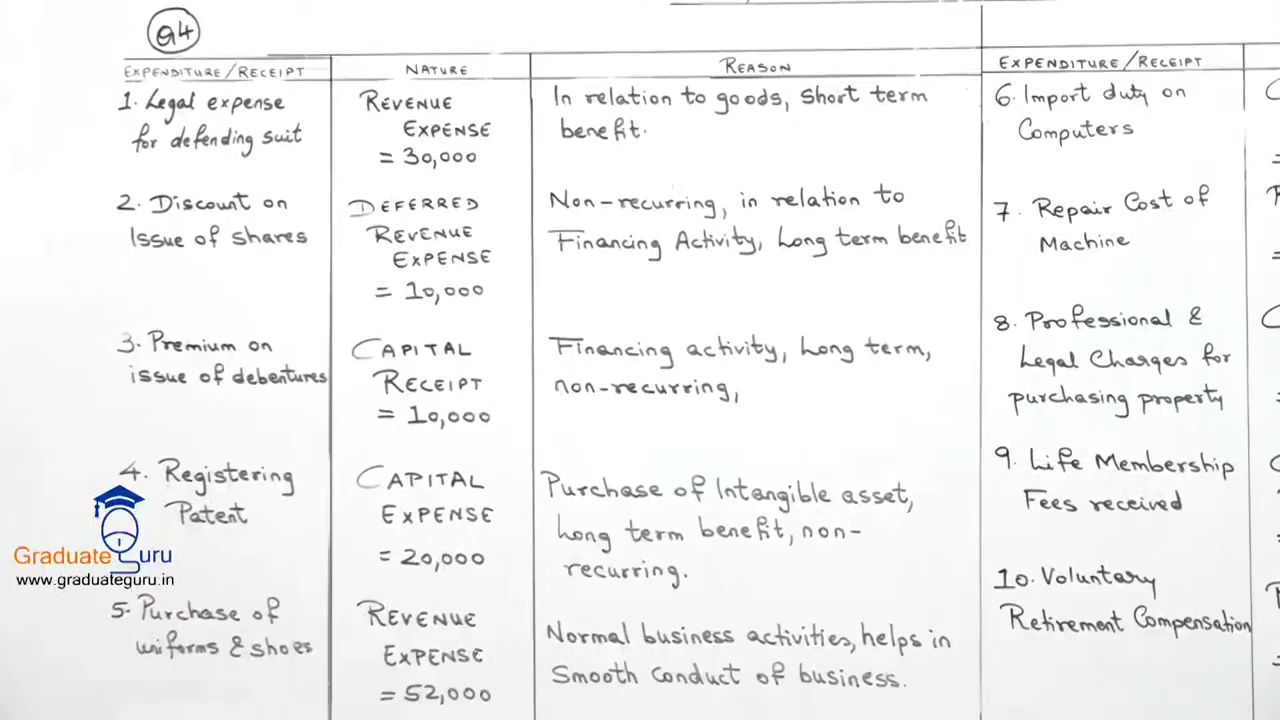 Q4
EXPENDITURE/RECEIPT
NATURE
REASON
1. Legal expense
for defending suit
REVENUE
EXPENSE
= 30,000
In relation to goods, short term
benefit.
2. Discount on
Issue of shares
DEFERRED
REVENUE
EXPENSE
= 10,000
Non-recurring, in relation to
Financing Activity, Long term benefit
3. Premium on
issue of debentures
CAPITAL
RECEIPT
= 10,000
Financing activity, Long term,
non-recurring,
4. Registering
Patent
CAPITAL
EXPENSE
= 20,000
Purchase of Intangible asset,
Long term benefit, non-
recurring.
5. Purchase of
uniforms & shoes
REVENUE
EXPENSE
= 52,000
Normal business activities, helps in
Smooth conduct of business.
EXPENDITURE/RECEIPT
6. Import duty on
Computers
7. Repair Cost of
Machine
8. Professional &
Legal Charges for
purchasing property
9. Life Membership
Fees received
10. Voluntary
Retirement Compensation
Graduate Guru
www.graduateguru.in